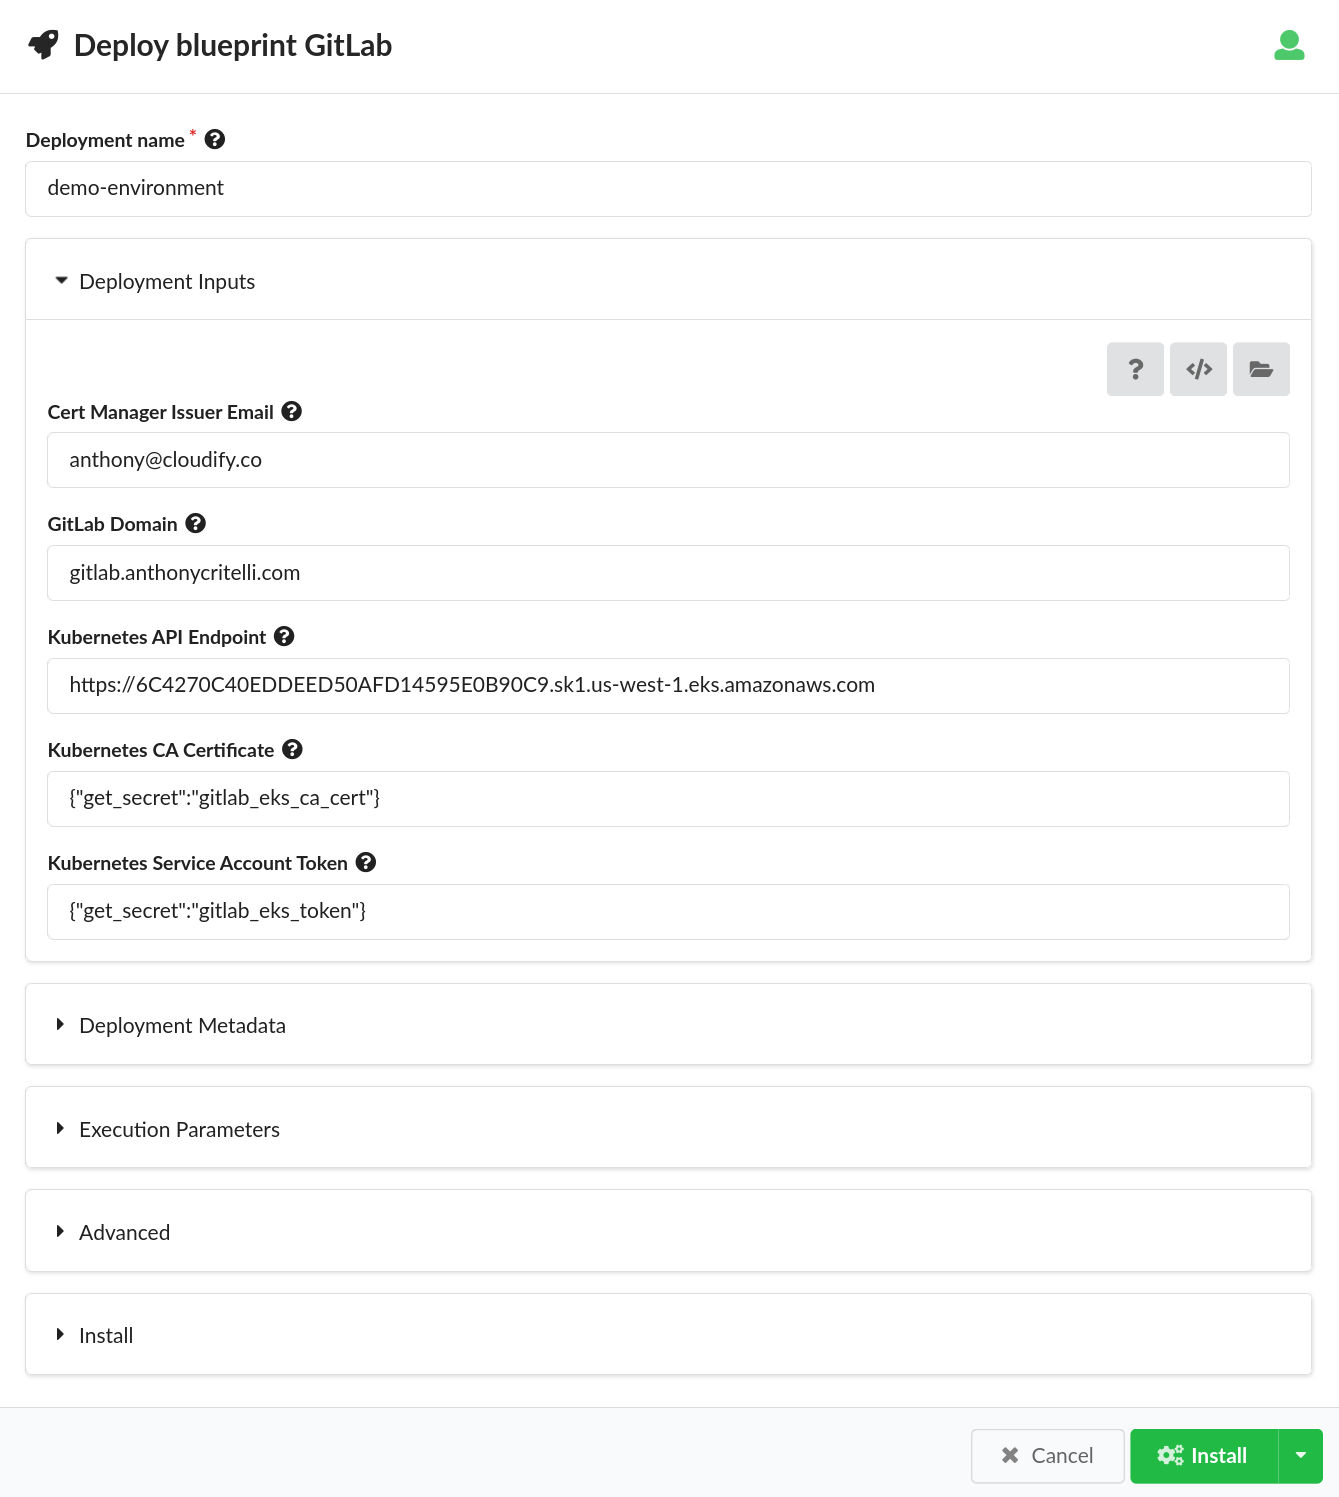 Deploy blueprint GitLab
Deployment name *
demo-environment
Deployment Inputs
? </>
Cert Manager Issuer Email
anthony@cloudify.co
GitLab Domain
gitlab.anthonycritelli.com
Kubernetes API Endpoint
https://6C4270C40EDDEED50AFD14595E0B90C9.sk1.us-west-1.eks.amazonaws.com
Kubernetes CA Certificate
{"get_secret":"gitlab_eks_ca_cert"}
Kubernetes Service Account Token
{"get_secret":"gitlab_eks_token"}
Deployment Metadata
Execution Parameters
Advanced
Install
Cancel Install